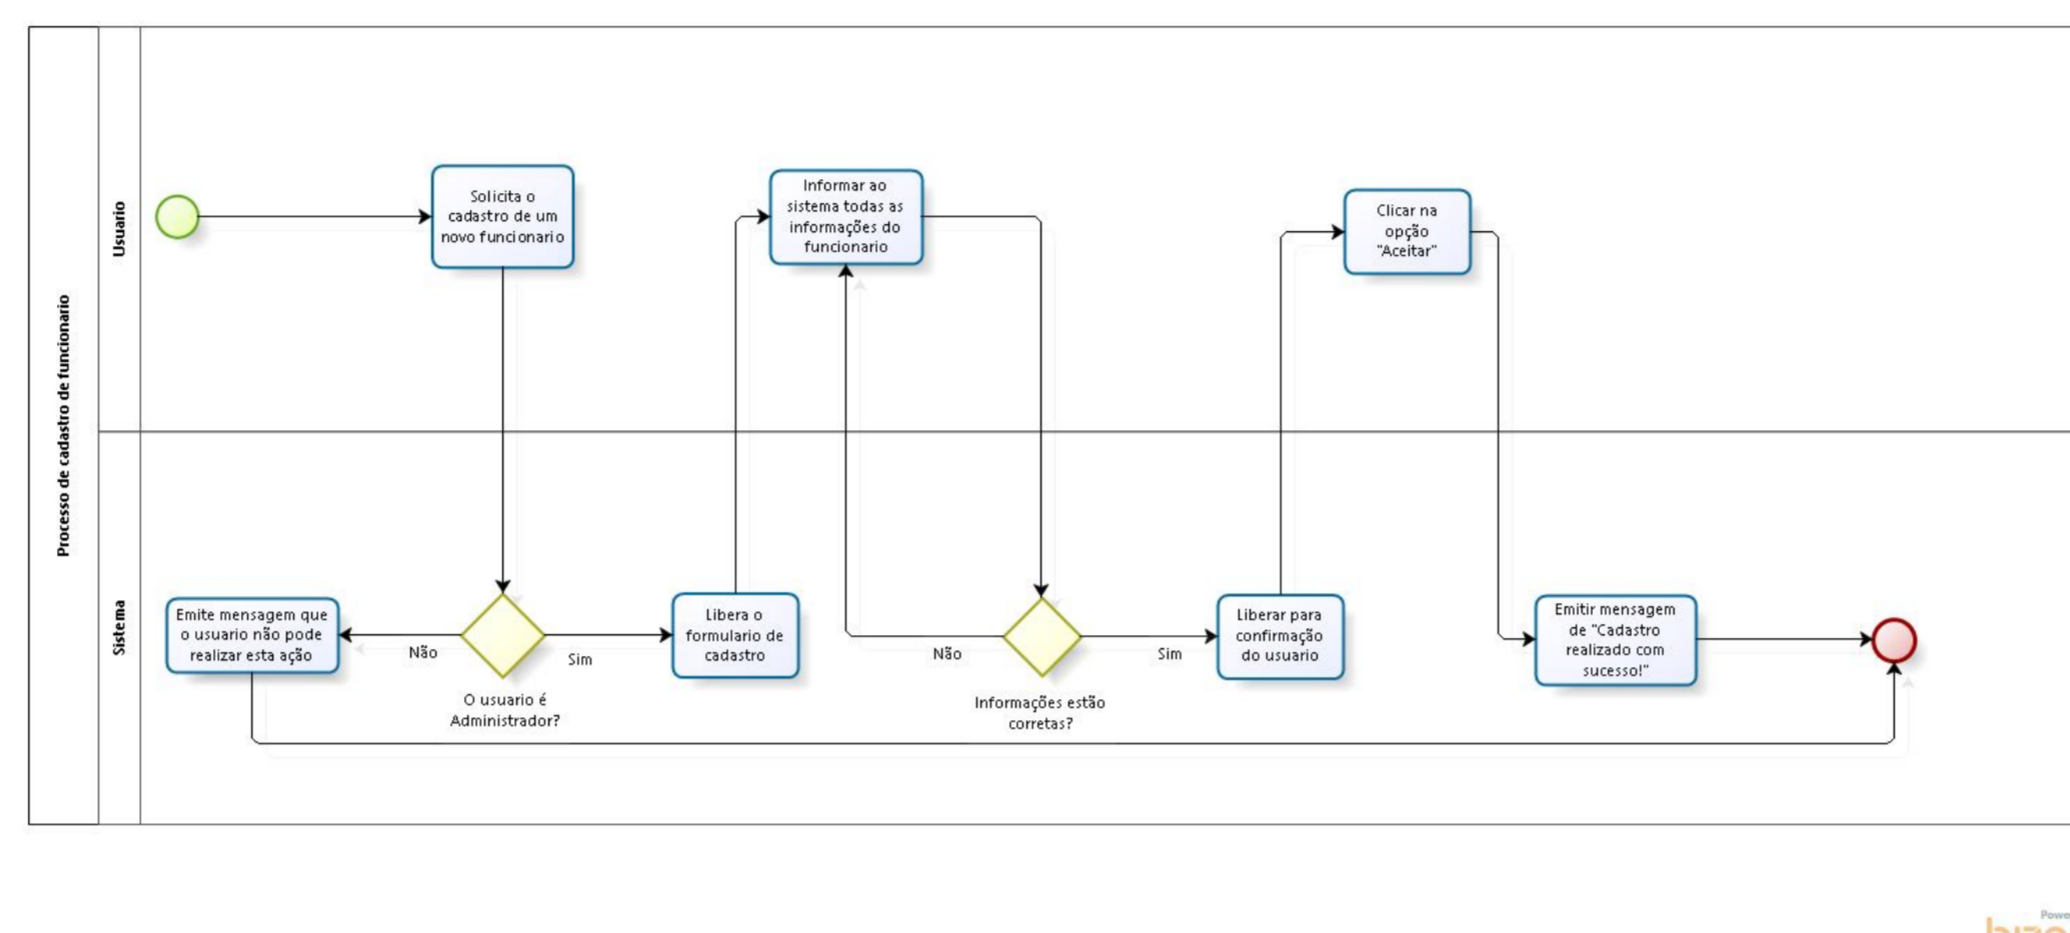 Processo de cadastro de funcionario
Usuario
Solicita o
cadastro de um
novo funcionario
Informar ao
sistema todas as
informações do
funcionario
Clicar na
opção
"Aceitar"
Sistema
Emite mensagem que
o usuario não pode
realizar esta ação
Não
O usuario é
Administrador?
Sim
Libera o
formulario de
cadastro
Não
Informações estão
corretas?
Sim
Liberar para
confirmação
do usuario
Emitir mensagem
de "Cadastro
realizado com
sucesso!"